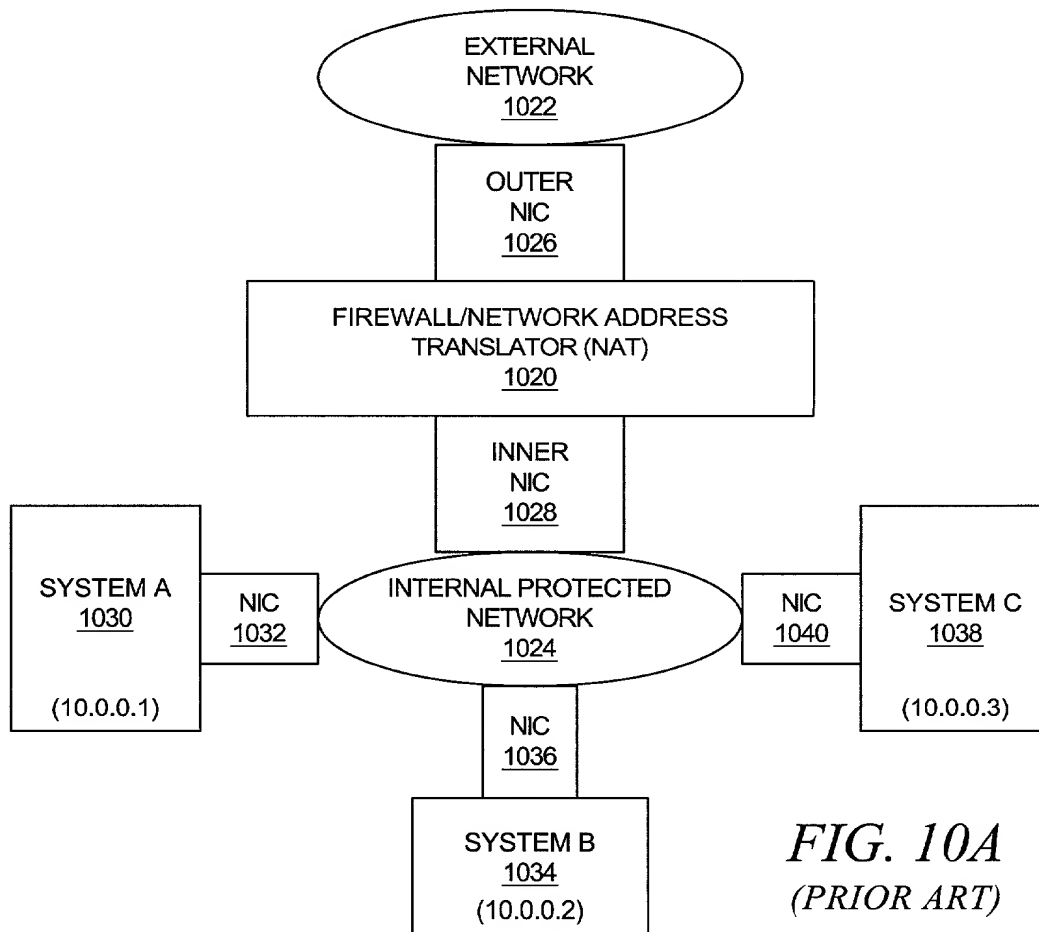 EXTERNAL
NETWORK
1022
OUTER
NIC
1026
FIREWALL/NETWORK ADDRESS
TRANSLATOR (NAT)
1020
INNER
NIC
1028
SYSTEM A
1030
(10.0.0.1)
NIC
1032
INTERNAL PROTECTED
NETWORK
1024
NIC
1040
SYSTEM C
1038
(10.0.0.3)
NIC
1036
SYSTEM B
1034
(10.0.0.2)
FIG. 10A
(PRIOR ART)